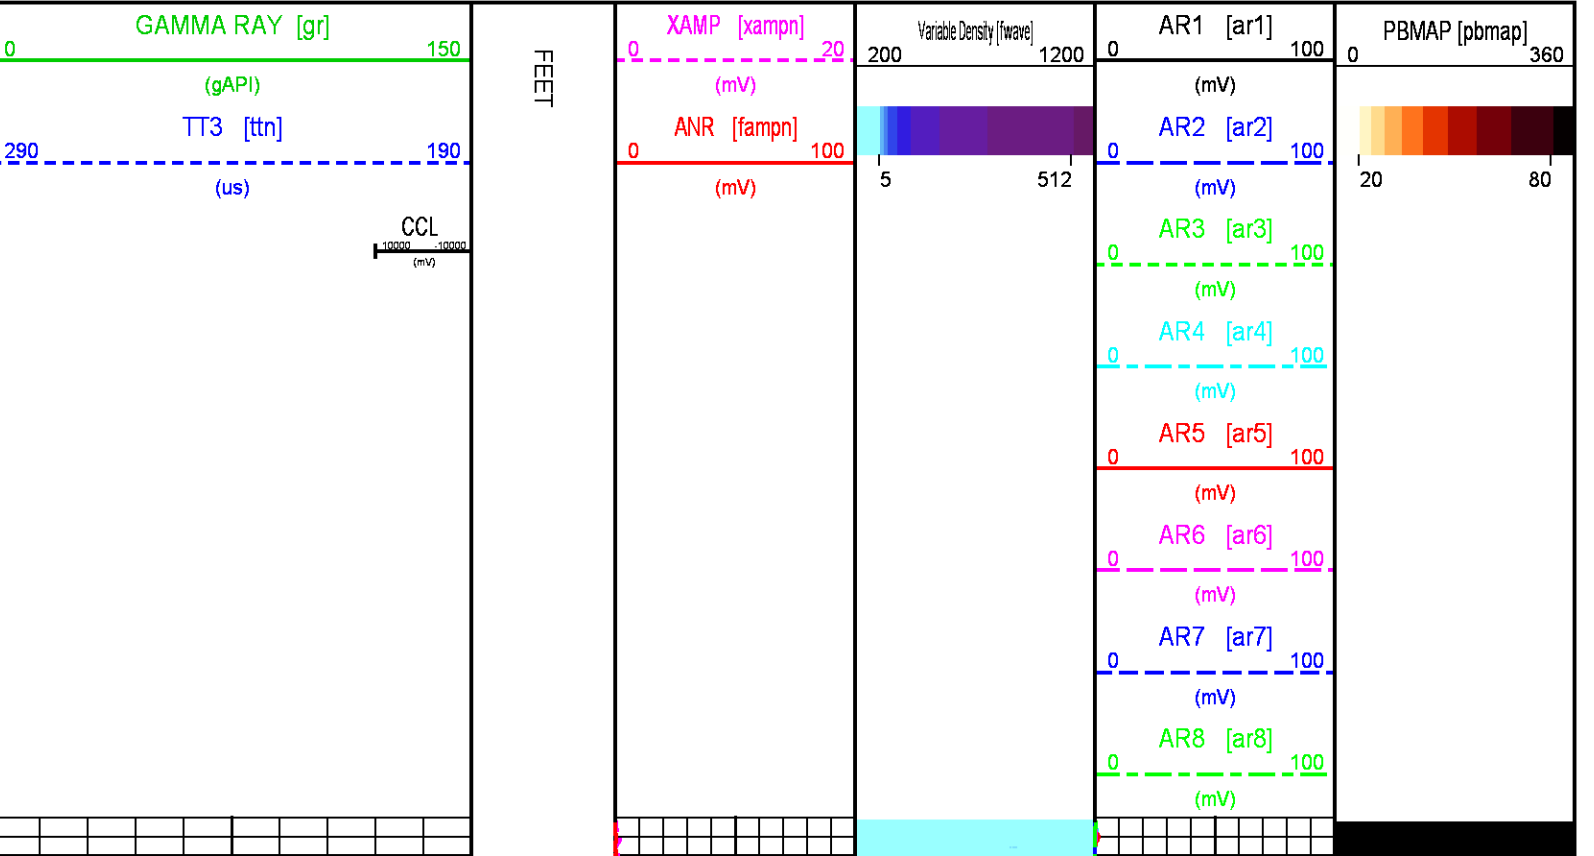 GAMMA RAY [gr]
0 150
(gAPI)
TT3 [ttn]
290 190
(us)
CCL
10000 -10000
(mV)
FEET
XAMP [xampn]
0 20
(mV)
ANR [fampn]
0 100
(mV)
Variable Density [fwave]
200 1200
5 512
AR1 [ar1]
0 100
(mV)
AR2 [ar2]
0 100
(mV)
AR3 [ar3]
0 100
(mV)
AR4 [ar4]
0 100
(mV)
AR5 [ar5]
0 100
(mV)
AR6 [ar6]
0 100
(mV)
AR7 [ar7]
0 100
(mV)
AR8 [ar8]
0 100
(mV)
PBMAP [pbmap]
0 360
20 80